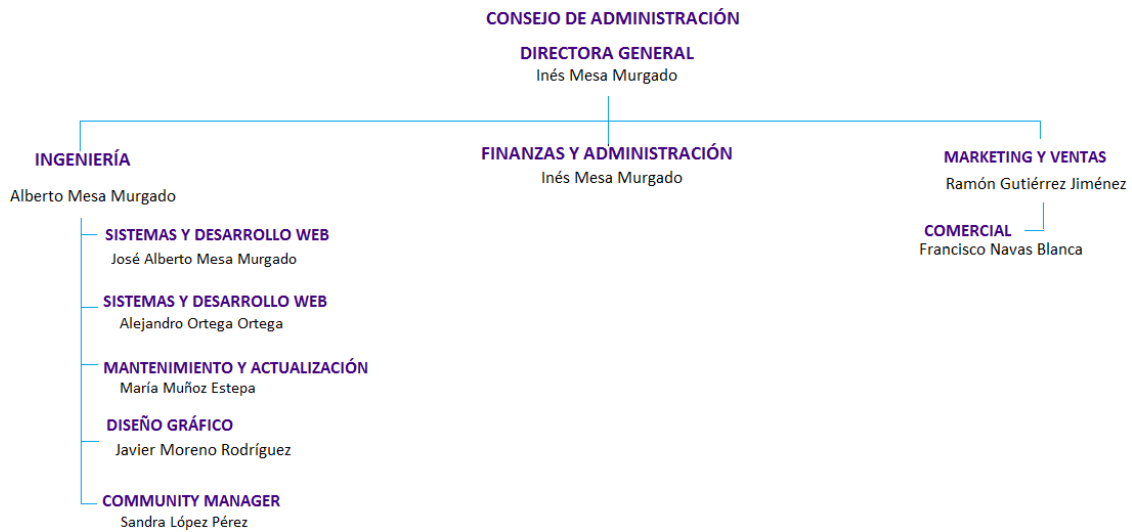 CONSEJO DE ADMINISTRACIÓN
DIRECTORA GENERAL
Inés Mesa Murgado
INGENIERÍA
Alberto Mesa Murgado
SISTEMAS Y DESARROLLO WEB
José Alberto Mesa Murgado
SISTEMAS Y DESARROLLO WEB
Alejandro Ortega Ortega
MANTENIMIENTO Y ACTUALIZACIÓN
María Muñoz Estepa
DISEÑO GRÁFICO
Javier Moreno Rodríguez
COMMUNITY MANAGER
Sandra López Pérez
FINANZAS Y ADMINISTRACIÓN
Inés Mesa Murgado
MARKETING Y VENTAS
Ramón Gutiérrez Jiménez
COMERCIAL
Francisco Navas Blanca